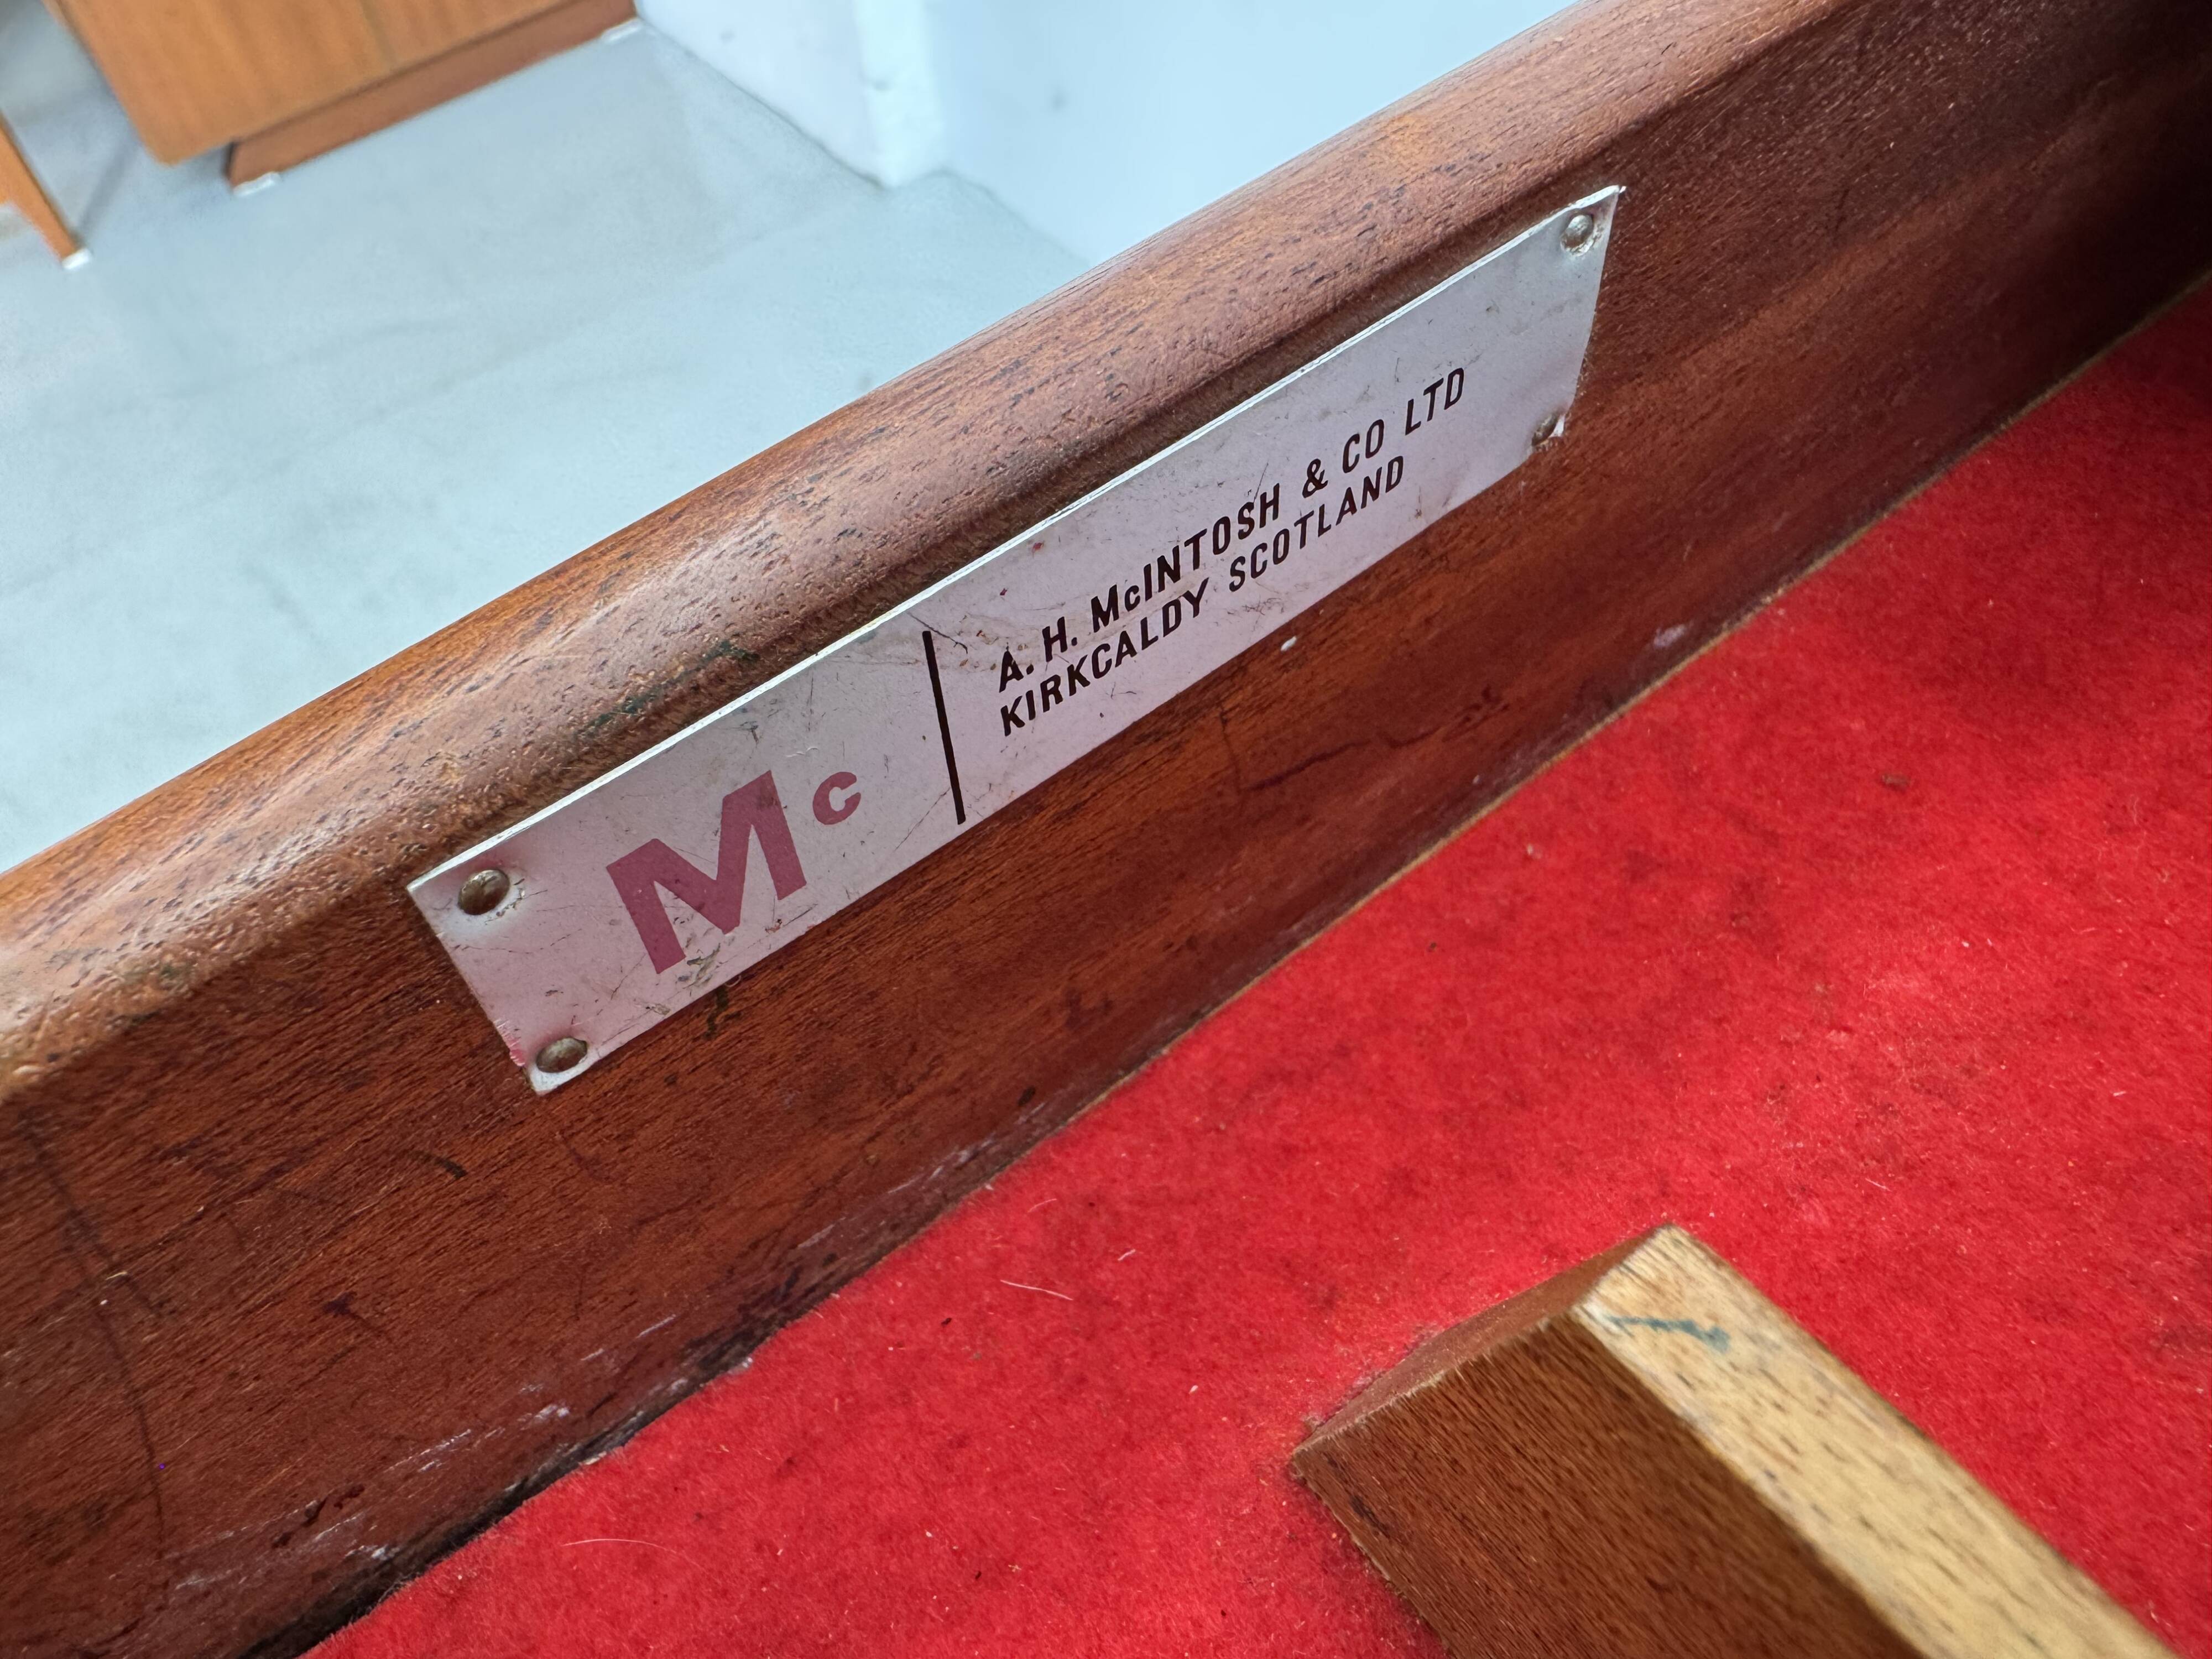 Mc
A. H. McINTOSH & CO LTD
KIRKCALDY SCOTLAND